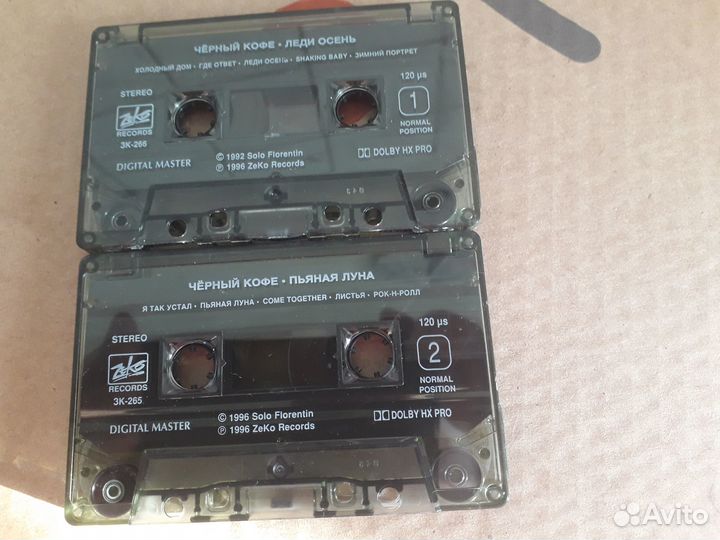 ЧЁРНЫЙ КОФЕ • ЛЕДИ ОСЕНЬ
ХОЛОДНЫЙ ДОМ • ГДЕ ОТВЕТ • ЛЕДИ ОСЕНЬ • SHAKING BABY • ЗИМНИЙ ПОРТРЕТ
STEREO
120 µs
Zeko
1
RECORDS
NORMAL
POSITION
ЗК-266
DIGITAL MASTER
© 1992 Solo Florentin
℗ 1996 ZeKo Records
DOLBY HX PRO
ЧЁРНЫЙ КОФЕ • ПЬЯНАЯ ЛУНА
Я ТАК УСТАЛ • ПЬЯНАЯ ЛУНА • COME TOGETHER • ЛИСТЬЯ • РОК-Н-РОЛЛ
STEREO
120 µs
Zeko
2
RECORDS
NORMAL
POSITION
ЗК-265
DIGITAL MASTER
© 1996 Solo Florentin
℗ 1996 ZeKo Records
DOLBY HX PRO
Avito